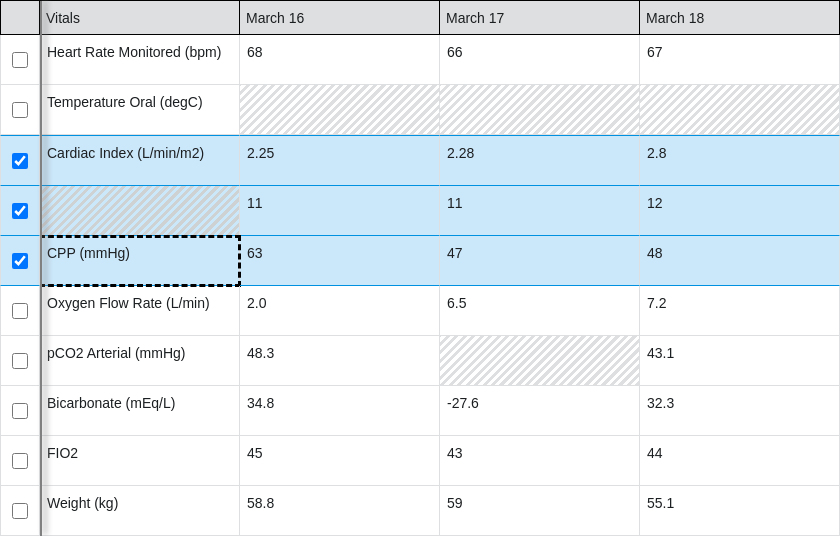 Vitals March 16 March 17 March 18
Heart Rate Monitored (bpm) 68 66 67
Temperature Oral (degC)
Cardiac Index (L/min/m2) 2.25 2.28 2.8
11 11 12
CPP (mmHg) 63 47 48
Oxygen Flow Rate (L/min) 2.0 6.5 7.2
pCO2 Arterial (mmHg) 48.3 43.1
Bicarbonate (mEq/L) 34.8 -27.6 32.3
FIO2 45 43 44
Weight (kg) 58.8 59 55.1